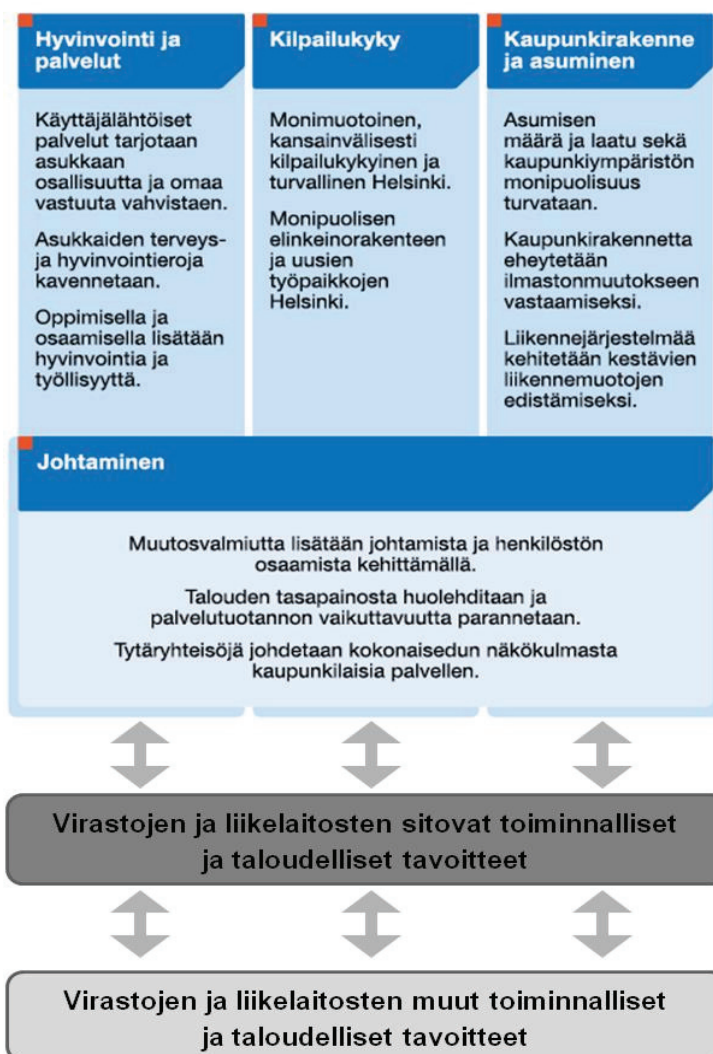 Hyvinvointi ja
palvelut
Käyttäjälähtöiset
palvelut tarjotaan
asukkaan
osallisuutta ja omaa
vastuuta vahvistaen.
Asukkaiden terveys-
ja hyvinvointieroja
kavennetaan.
Oppimisella ja
osaamisella lisätään
hyvinvointia ja
työllisyyttä.
Kilpailukyky
Monimuotoinen,
kansainvälisesti
kilpailukykyinen ja
turvallinen Helsinki.
Monipuolisen
elinkeinorakenteen
ja uusien
työpaikkojen
Helsinki.
Kaupunkirakenne
ja asuminen
Asumisen
määrä ja laatu sekä
kaupunkiympäristön
monipuolisuus
turvataan.
Kaupunkirakennetta
eheytetään
ilmastonmuutokseen
vastaamiseksi.
Liikennejärjestelmää
kehitetään kestävien
liikennemuotojen
edistämiseksi.
Johtaminen
Muutosvalmiutta lisätään johtamista ja henkilöstön
osaamista kehittämällä.
Talouden tasapainosta huolehditaan ja
palvelutuotannon vaikuttavuutta parannetaan.
Tytäryhteisöjä johdetaan kokonaisedun näkökulmasta
kaupunkilaisia palvellen.
Virastojen ja liikelaitosten sitovat toiminnalliset
ja taloudelliset tavoitteet
Virastojen ja liikelaitosten muut toiminnalliset
ja taloudelliset tavoitteet